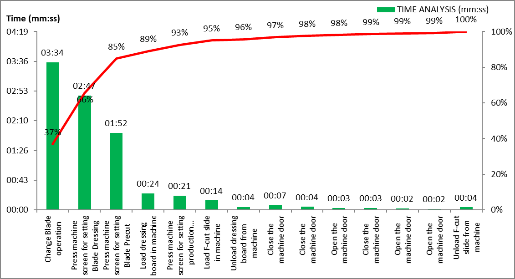 Time (mm:ss)
TIME ANALYSIS (mm:ss)
04:19
03:36
02:53
02:10
01:26
00:43
00:00
100%
80%
60%
40%
20%
0%
37%
66%
85%
89%
93%
95%
96%
97%
98%
98%
99%
99%
99%
100%
03:34
02:47
01:52
00:24
00:21
00:14
00:04
00:07
00:04
00:03
00:03
00:02
00:02
00:04
Change Blade
operation
Press machine
screen for setting
Blade Dressing
Press machine
screen for setting
Blade Precut
Load dressing
board in machine
Press machine
screen for setting
production...
Load F-cut slide
in machine
Unload dressing
board from
machine
Close the
machine door
Close the
machine door
Open the
machine door
Close the
machine door
Open the
machine door
Open the
machine door
Unload F-cut
slide from
machine